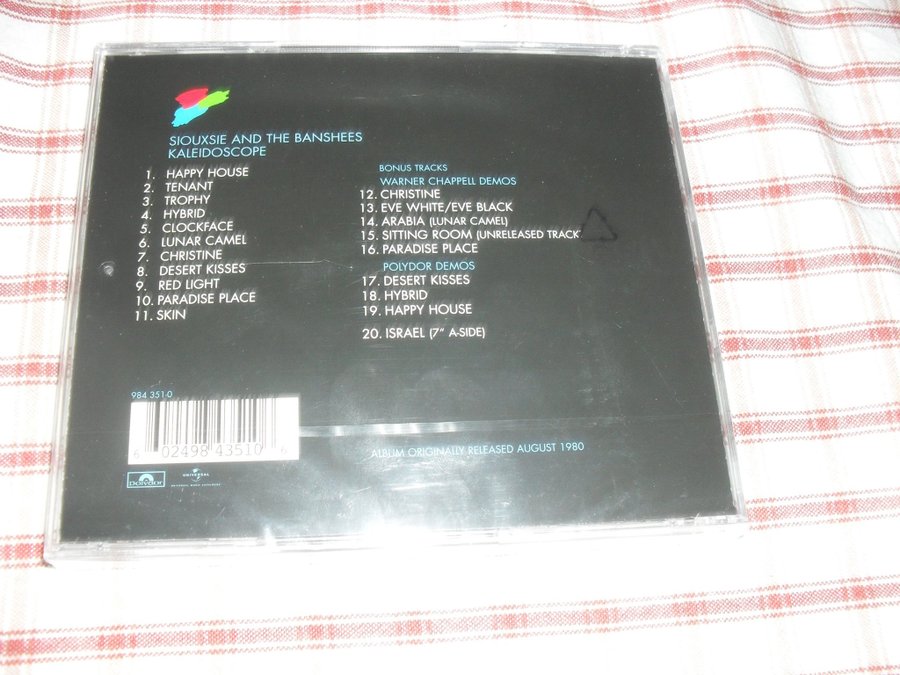 SIOUXSIE AND THE BANSHEES
KALEIDOSCOPE
1. HAPPY HOUSE
2. TENANT
3. TROPHY
4. HYBRID
5. CLOCKFACE
6. LUNAR CAMEL
7. CHRISTINE
8. DESERT KISSES
9. RED LIGHT
10. PARADISE PLACE
11. SKIN
BONUS TRACKS
WARNER CHAPPELL DEMOS
12. CHRISTINE
13. EVE WHITE/EVE BLACK
14. ARABIA (LUNAR CAMEL)
15. SITTING ROOM (UNRELEASED TRACK
16. PARADISE PLACE
POLYDOR DEMOS
17. DESERT KISSES
18. HYBRID
19. HAPPY HOUSE
20. ISRAEL (7" A-SIDE)
984 351-0
6 02498 43510 6
ALBUM ORIGINALLY RELEASED AUGUST 1980
polydor
UNIVERSAL